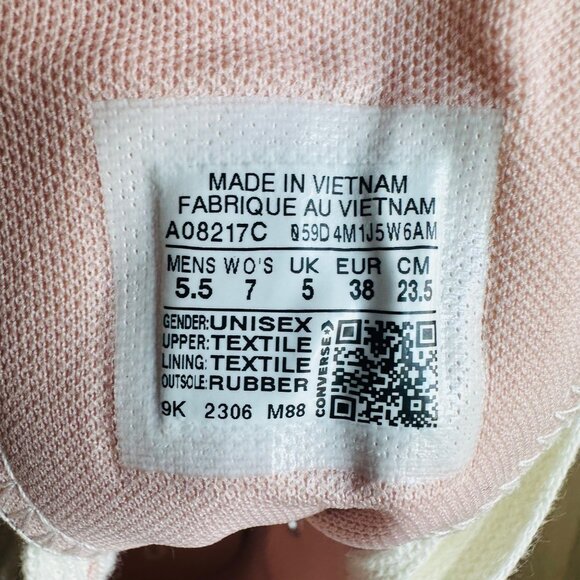 MADE IN VIETNAM
FABRIQUE AU VIETNAM
A08217C Q59D4M1J5W6AM
MENS WO'S UK EUR CM
5.5 7 5 38 23.5
GENDER: UNISEX
UPPER: TEXTILE
LINING: TEXTILE
OUTSOLE: RUBBER
CONVERSE
9K 2306 M88